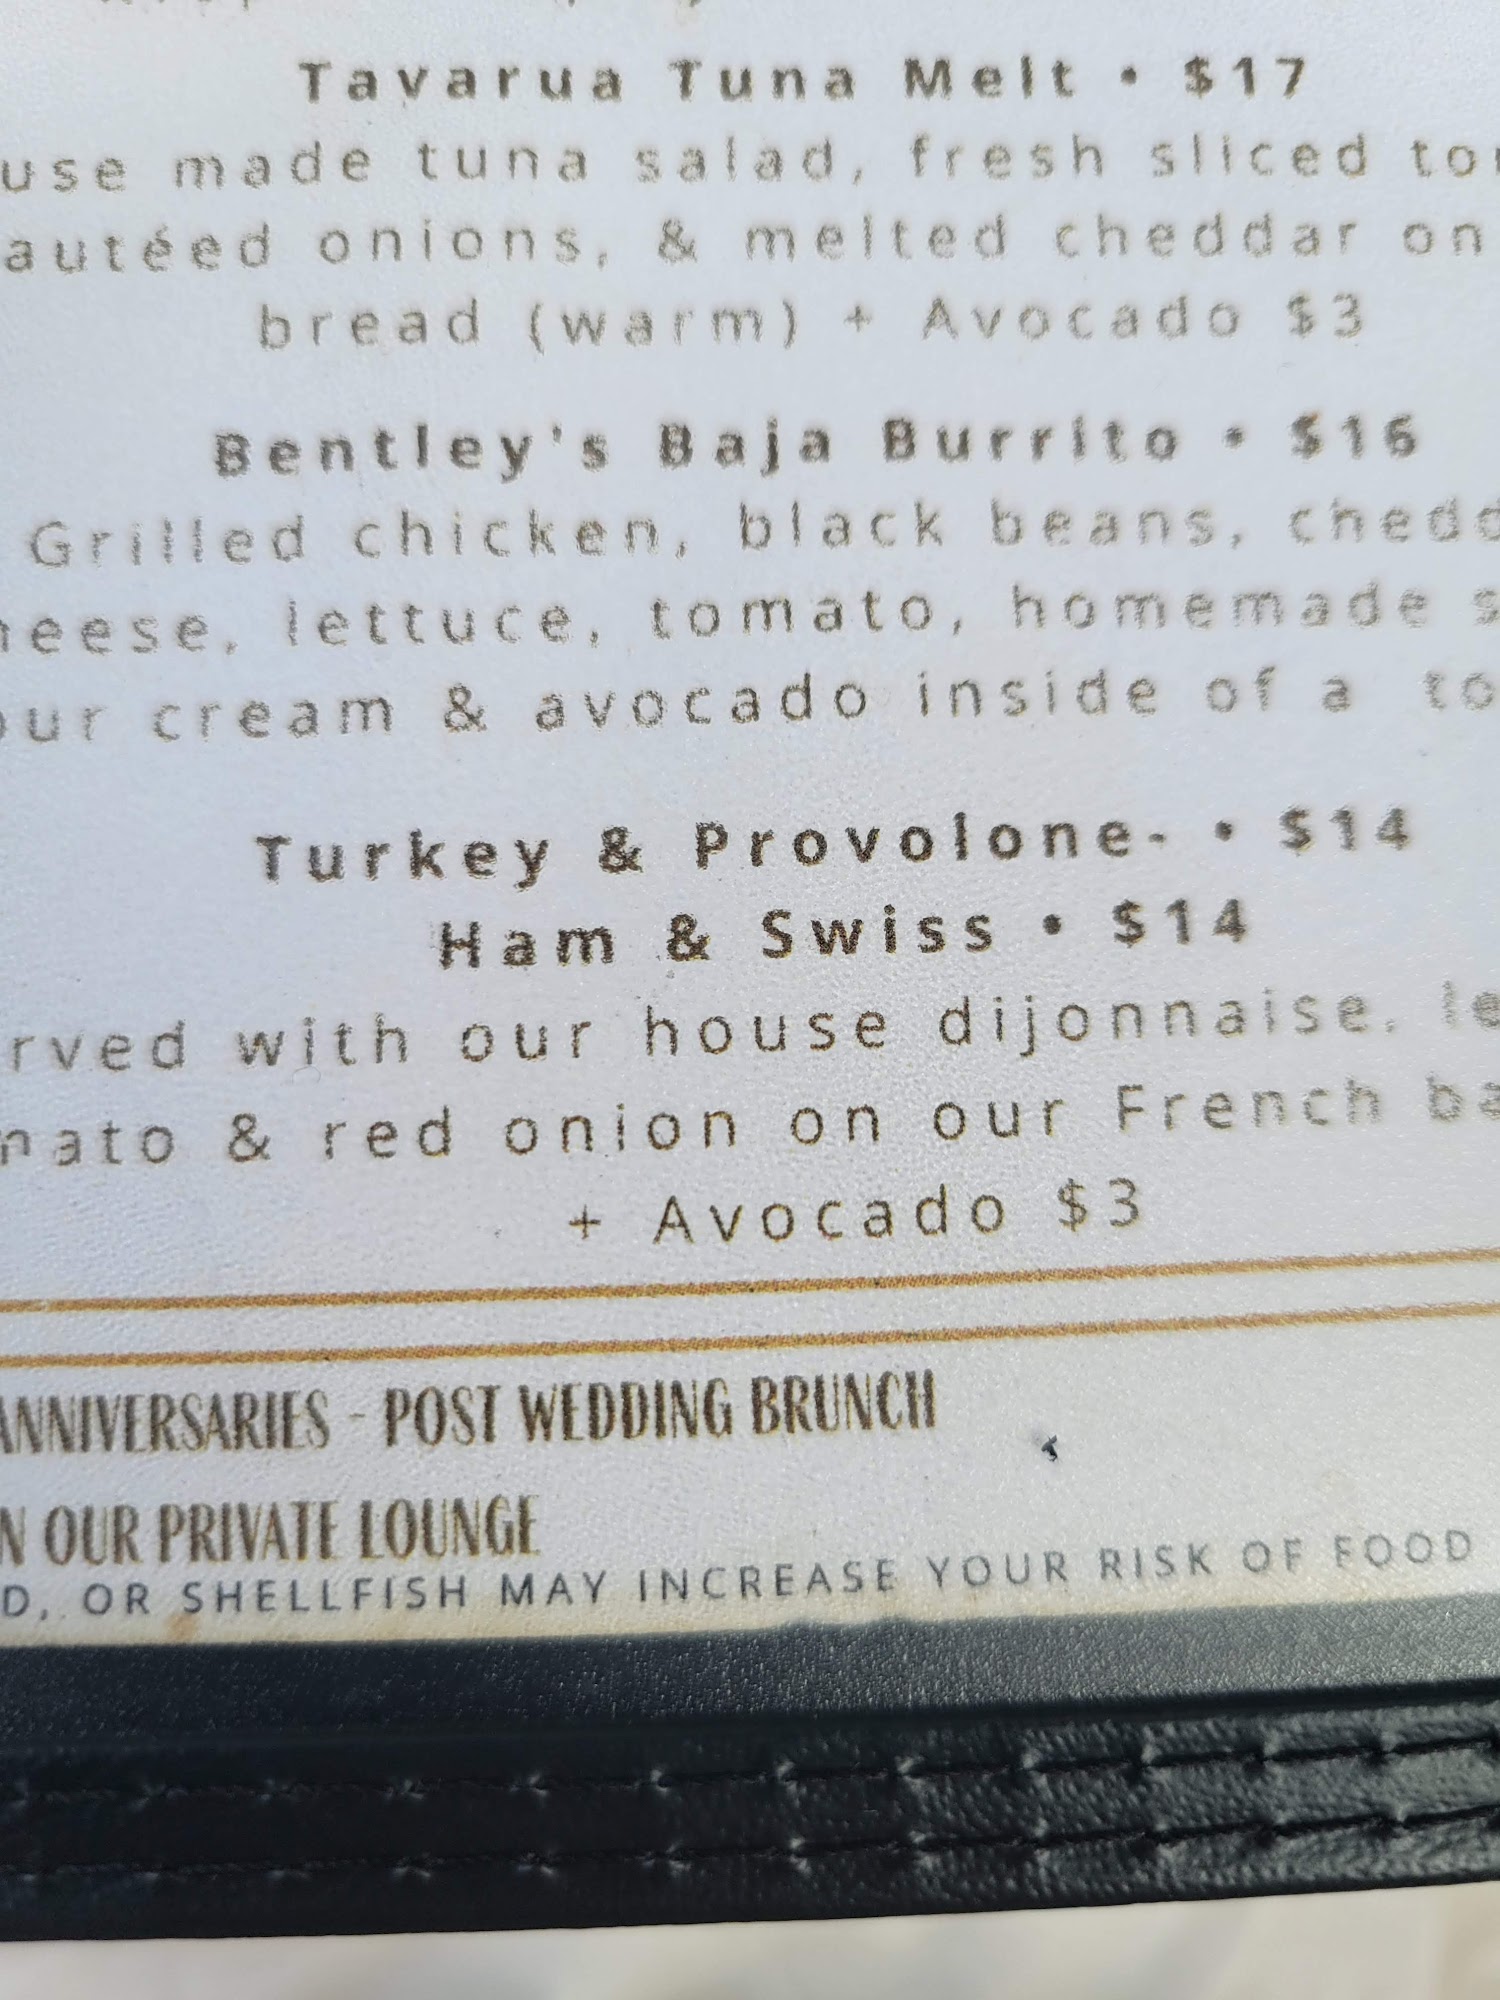 Tavarua Tuna Melt • $17
use made tuna salad, fresh sliced to
autéed onions, & melted cheddar on
bread (warm) + Avocado $3
Bentley's Baja Burrito • $16
Grilled chicken, black beans, chedd
heese, lettuce, tomato, homemade s
our cream & avocado inside of a to
Turkey & Provolone- • $14
Ham & Swiss • $14
rved with our house dijonnaise, le
mato & red onion on our French ba
+ Avocado $3
ANNIVERSARIES - POST WEDDING BRUNCH
N OUR PRIVATE LOUNGE
D, OR SHELLFISH MAY INCREASE YOUR RISK OF FOOD